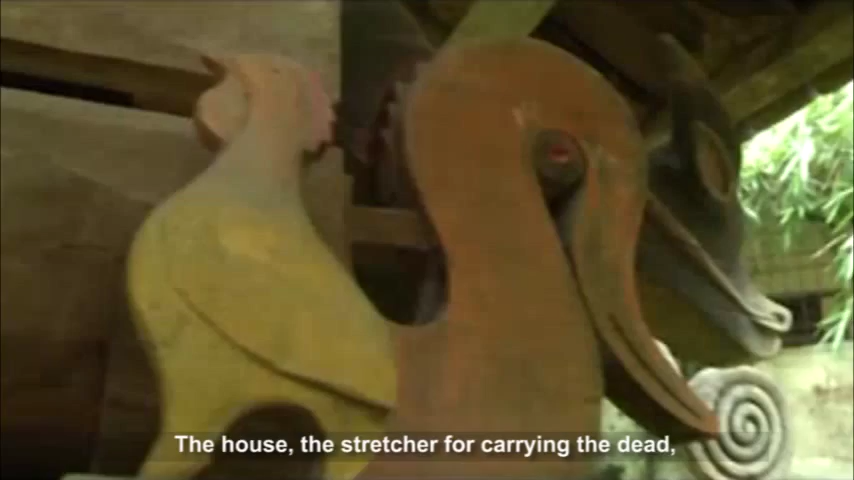 The house, the stretcher for carrying the dead,